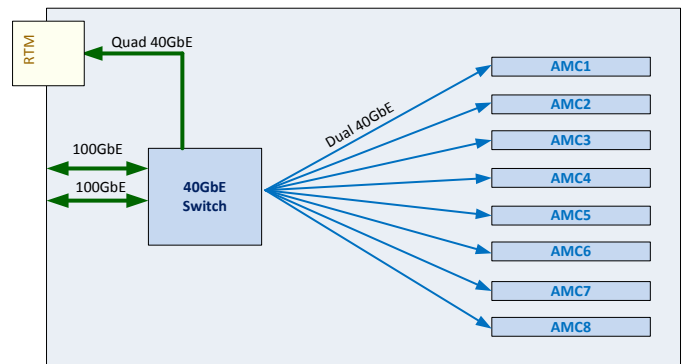 RTM
Quad 40GbE
100GbE
100GbE
40GbE
Switch
Dual 40GbE
AMC1
AMC2
AMC3
AMC4
AMC5
AMC6
AMC7
AMC8